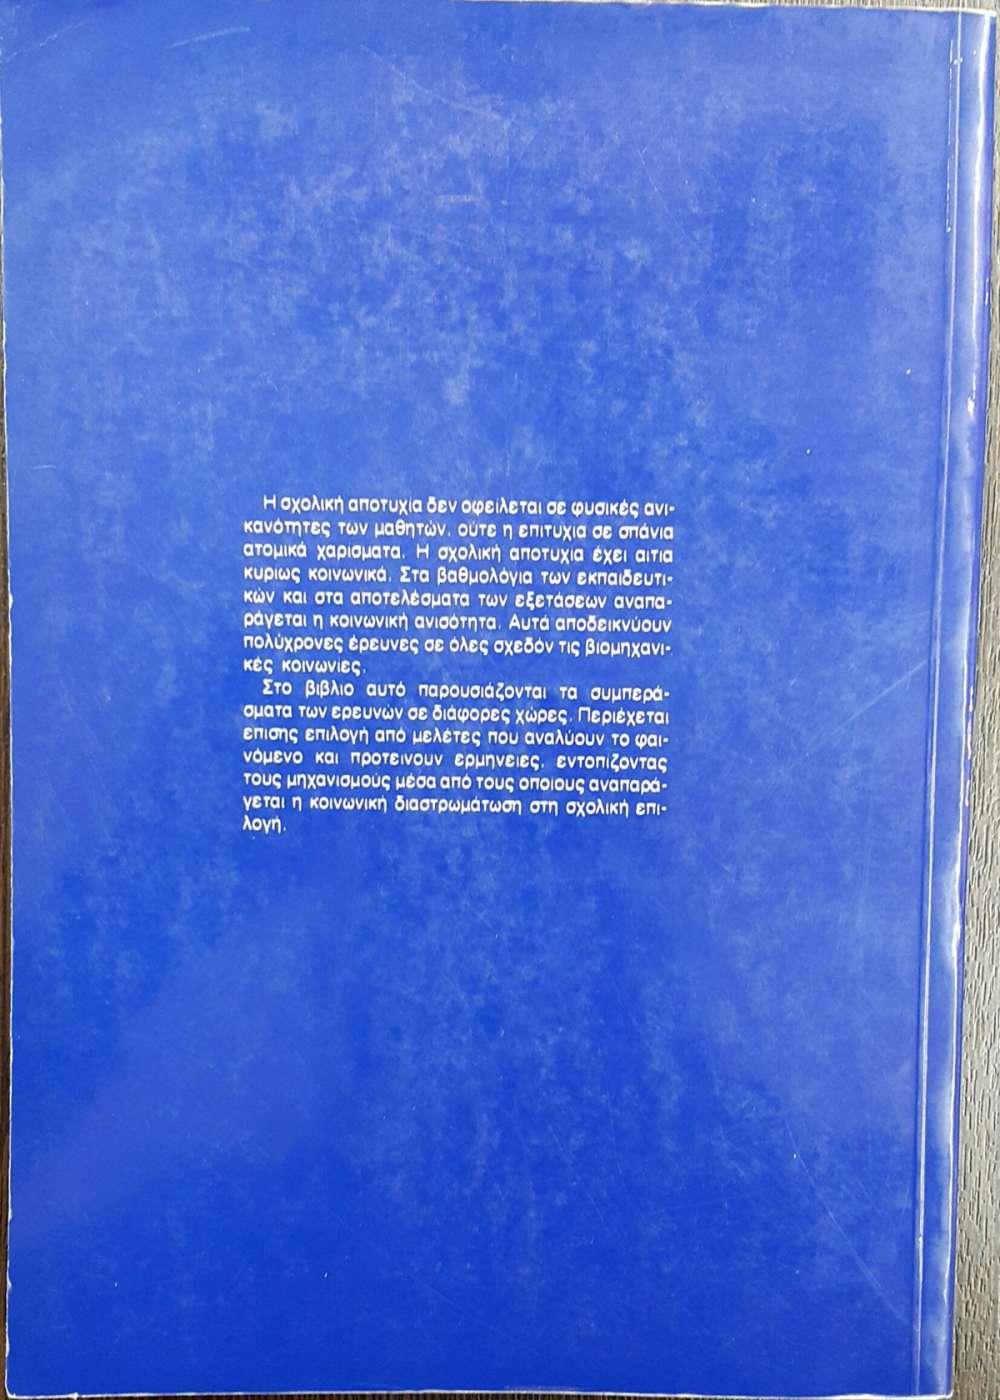 Η σχολική αποτυχία δεν οφείλεται σε φυσικές ανι-
κανότητες των μαθητών, ούτε η επιτυχία σε σπάνια
ατομικά χαρίσματα. Η σχολική αποτυχία έχει αίτια
κυρίως κοινωνικά. Στα βαθμολόγια των εκπαιδευτι-
κών και στα αποτελέσματα των εξετάσεων αναπα-
ράγεται η κοινωνική ανισότητα. Αυτά αποδεικνύουν
πολύχρονες έρευνες σε όλες σχεδόν τις βιομηχανι-
κές κοινωνίες.
Στο βιβλίο αυτό παρουσιάζονται τα συμπερά-
σματα των ερευνών σε διάφορες χώρες. Περιέχεται
επίσης επιλογή από μελέτες που αναλύουν το φαι-
νόμενο και προτείνουν ερμηνείες, εντοπίζοντας
τους μηχανισμούς μέσα από τους οποίους αναπαρά-
γεται η κοινωνική διαστρωμάτωση στη σχολική επι-
λογή.